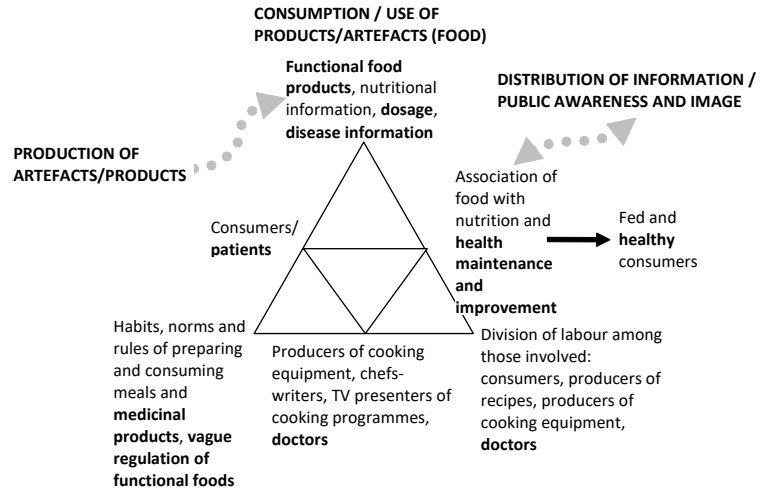 CONSUMPTION / USE OF
PRODUCTS/ARTEFACTS (FOOD)
Functional food
products, nutritional
information, dosage,
disease information
DISTRIBUTION OF INFORMATION /
PUBLIC AWARENESS AND IMAGE
PRODUCTION OF
ARTEFACTS/PRODUCTS
Consumers/
patients
Association of
food with
nutrition and
health
maintenance
and
improvement
Fed and
healthy
consumers
Habits, norms and
rules of preparing
and consuming
meals and
medicinal
products, vague
regulation of
functional foods
Producers of cooking
equipment, chefs-
writers, TV presenters of
cooking programmes,
doctors
Division of labour among
those involved:
consumers, producers of
recipes, producers of
cooking equipment,
doctors